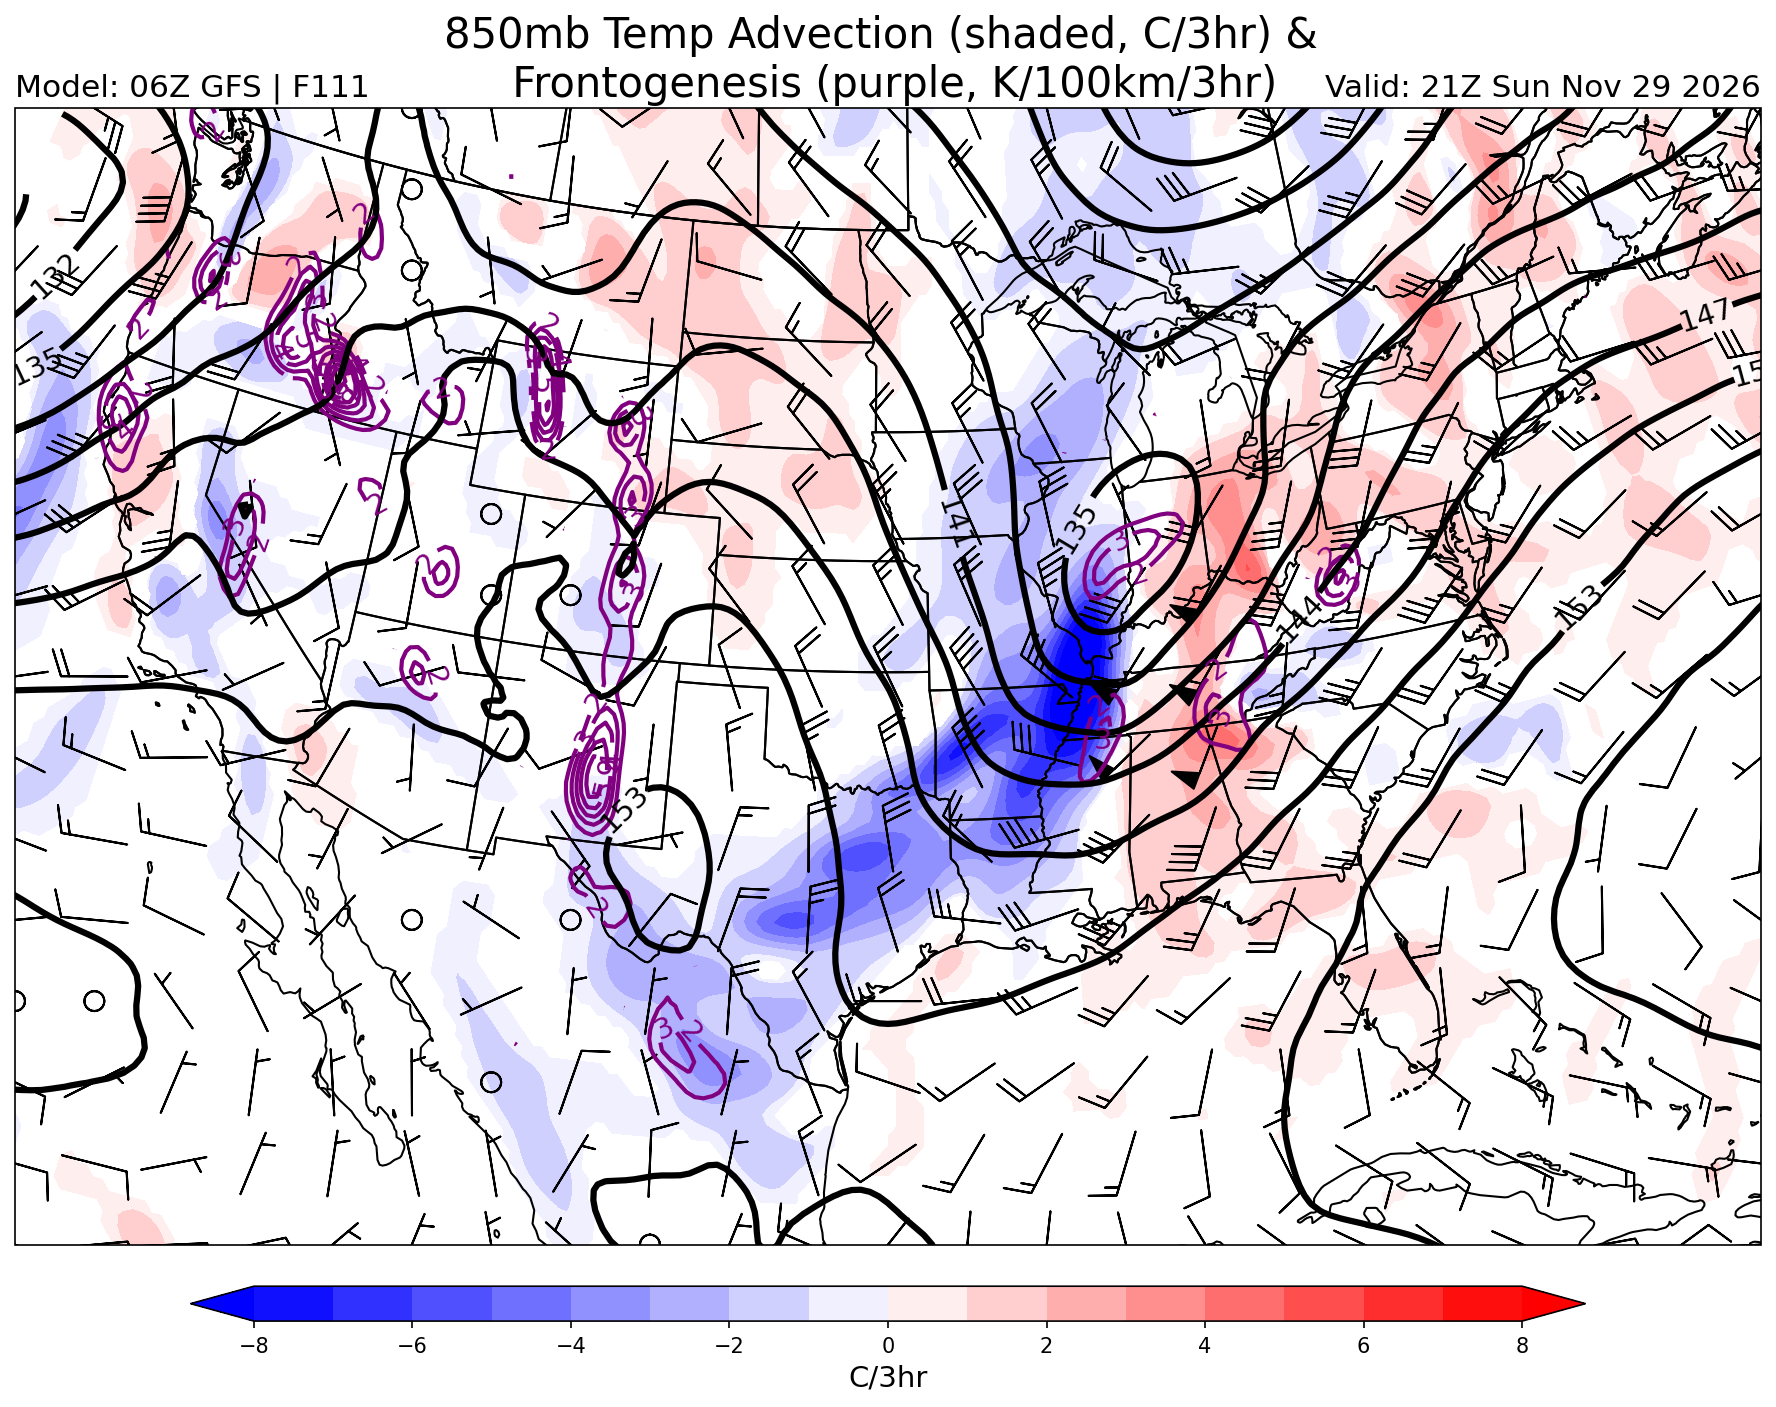 850mb Temp Advection (shaded, C/3hr) &
Frontogenesis (purple, K/100km/3hr)
Model: 06Z GFS | F111
Valid: 21Z Sun Nov 29 2026
132
135
147
141
135
144
153
153
−8 −6 −4 −2 0 2 4 6 8
C/3hr